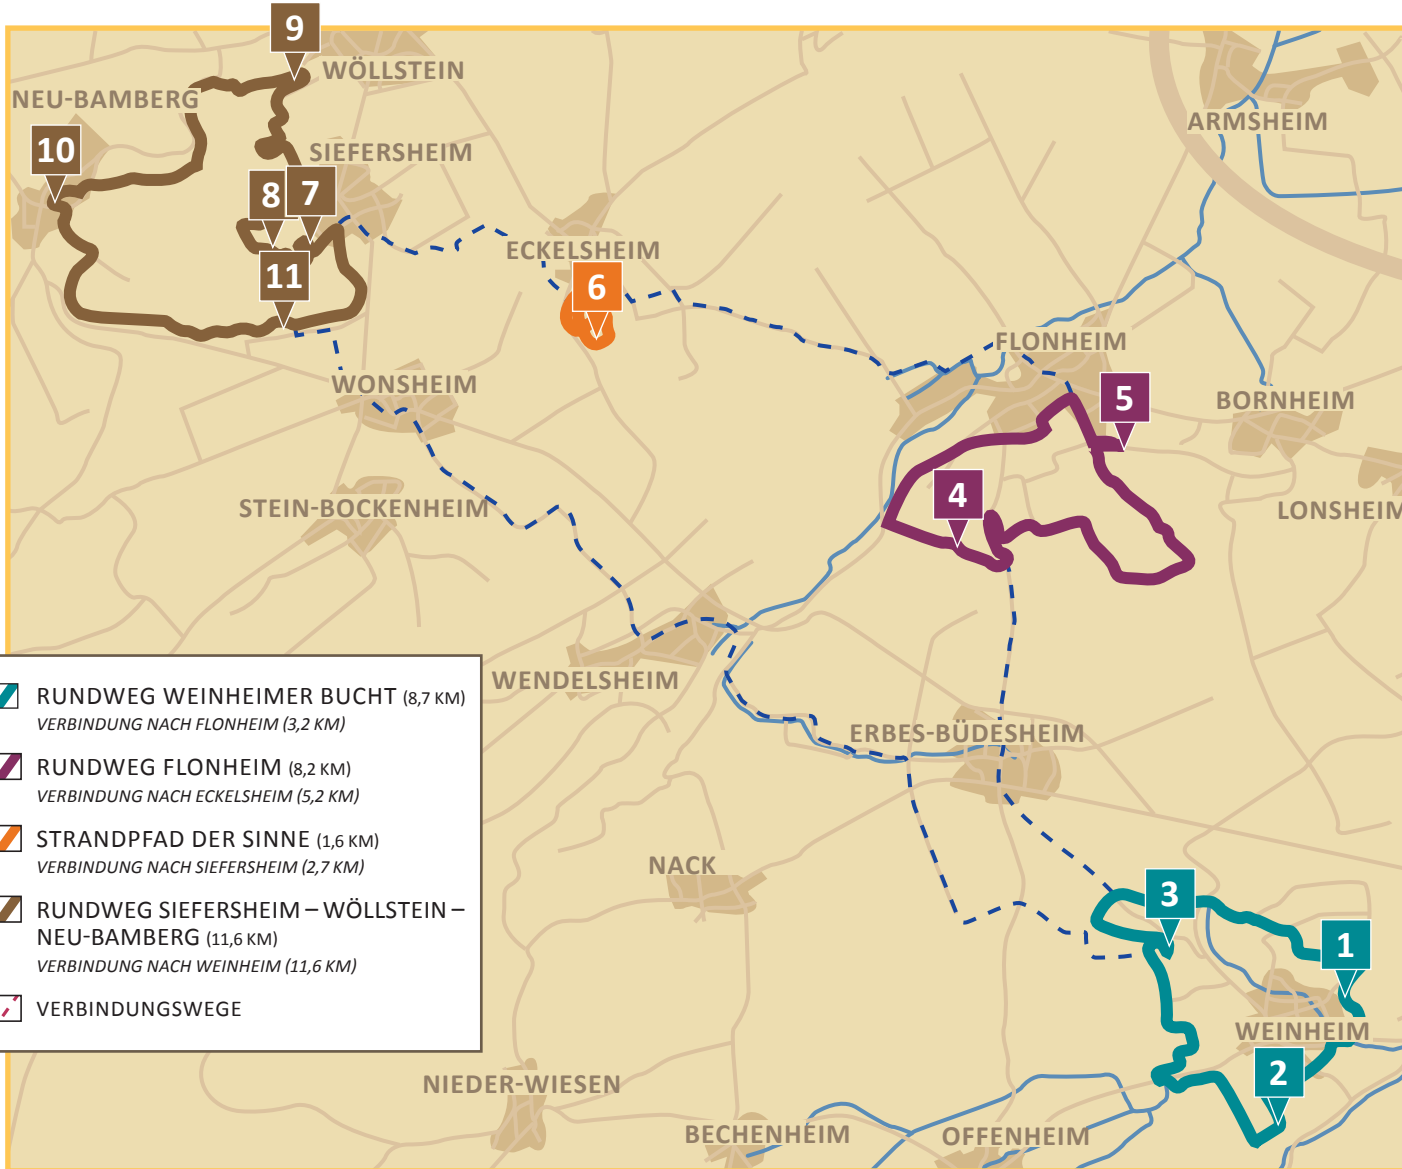 9
WÖLLSTEIN
NEU-BAMBERG
ARMSHEIM
10
SIEFERSHEIM
8
7
ECKELSHEIM
11
6
FLONHEIM
WONSHEIM
5
BORNHEIM
4
STEIN-BOCKENHEIM
LONSHEIM
WENDELSHEIM
ERBES-BÜDESHEIM
NACK
3
1
WEINHEIM
2
NIEDER-WIESEN
BECHENHEIM
OFFENHEIM
RUNDWEG WEINHEIMER BUCHT (8,7 KM)
VERBINDUNG NACH FLONHEIM (3,2 KM)
RUNDWEG FLONHEIM (8,2 KM)
VERBINDUNG NACH ECKELSHEIM (5,2 KM)
STRANDPFAD DER SINNE (1,6 KM)
VERBINDUNG NACH SIEFERSHEIM (2,7 KM)
RUNDWEG SIEFERSHEIM – WÖLLSTEIN –
NEU-BAMBERG (11,6 KM)
VERBINDUNG NACH WEINHEIM (11,6 KM)
VERBINDUNGSWEGE